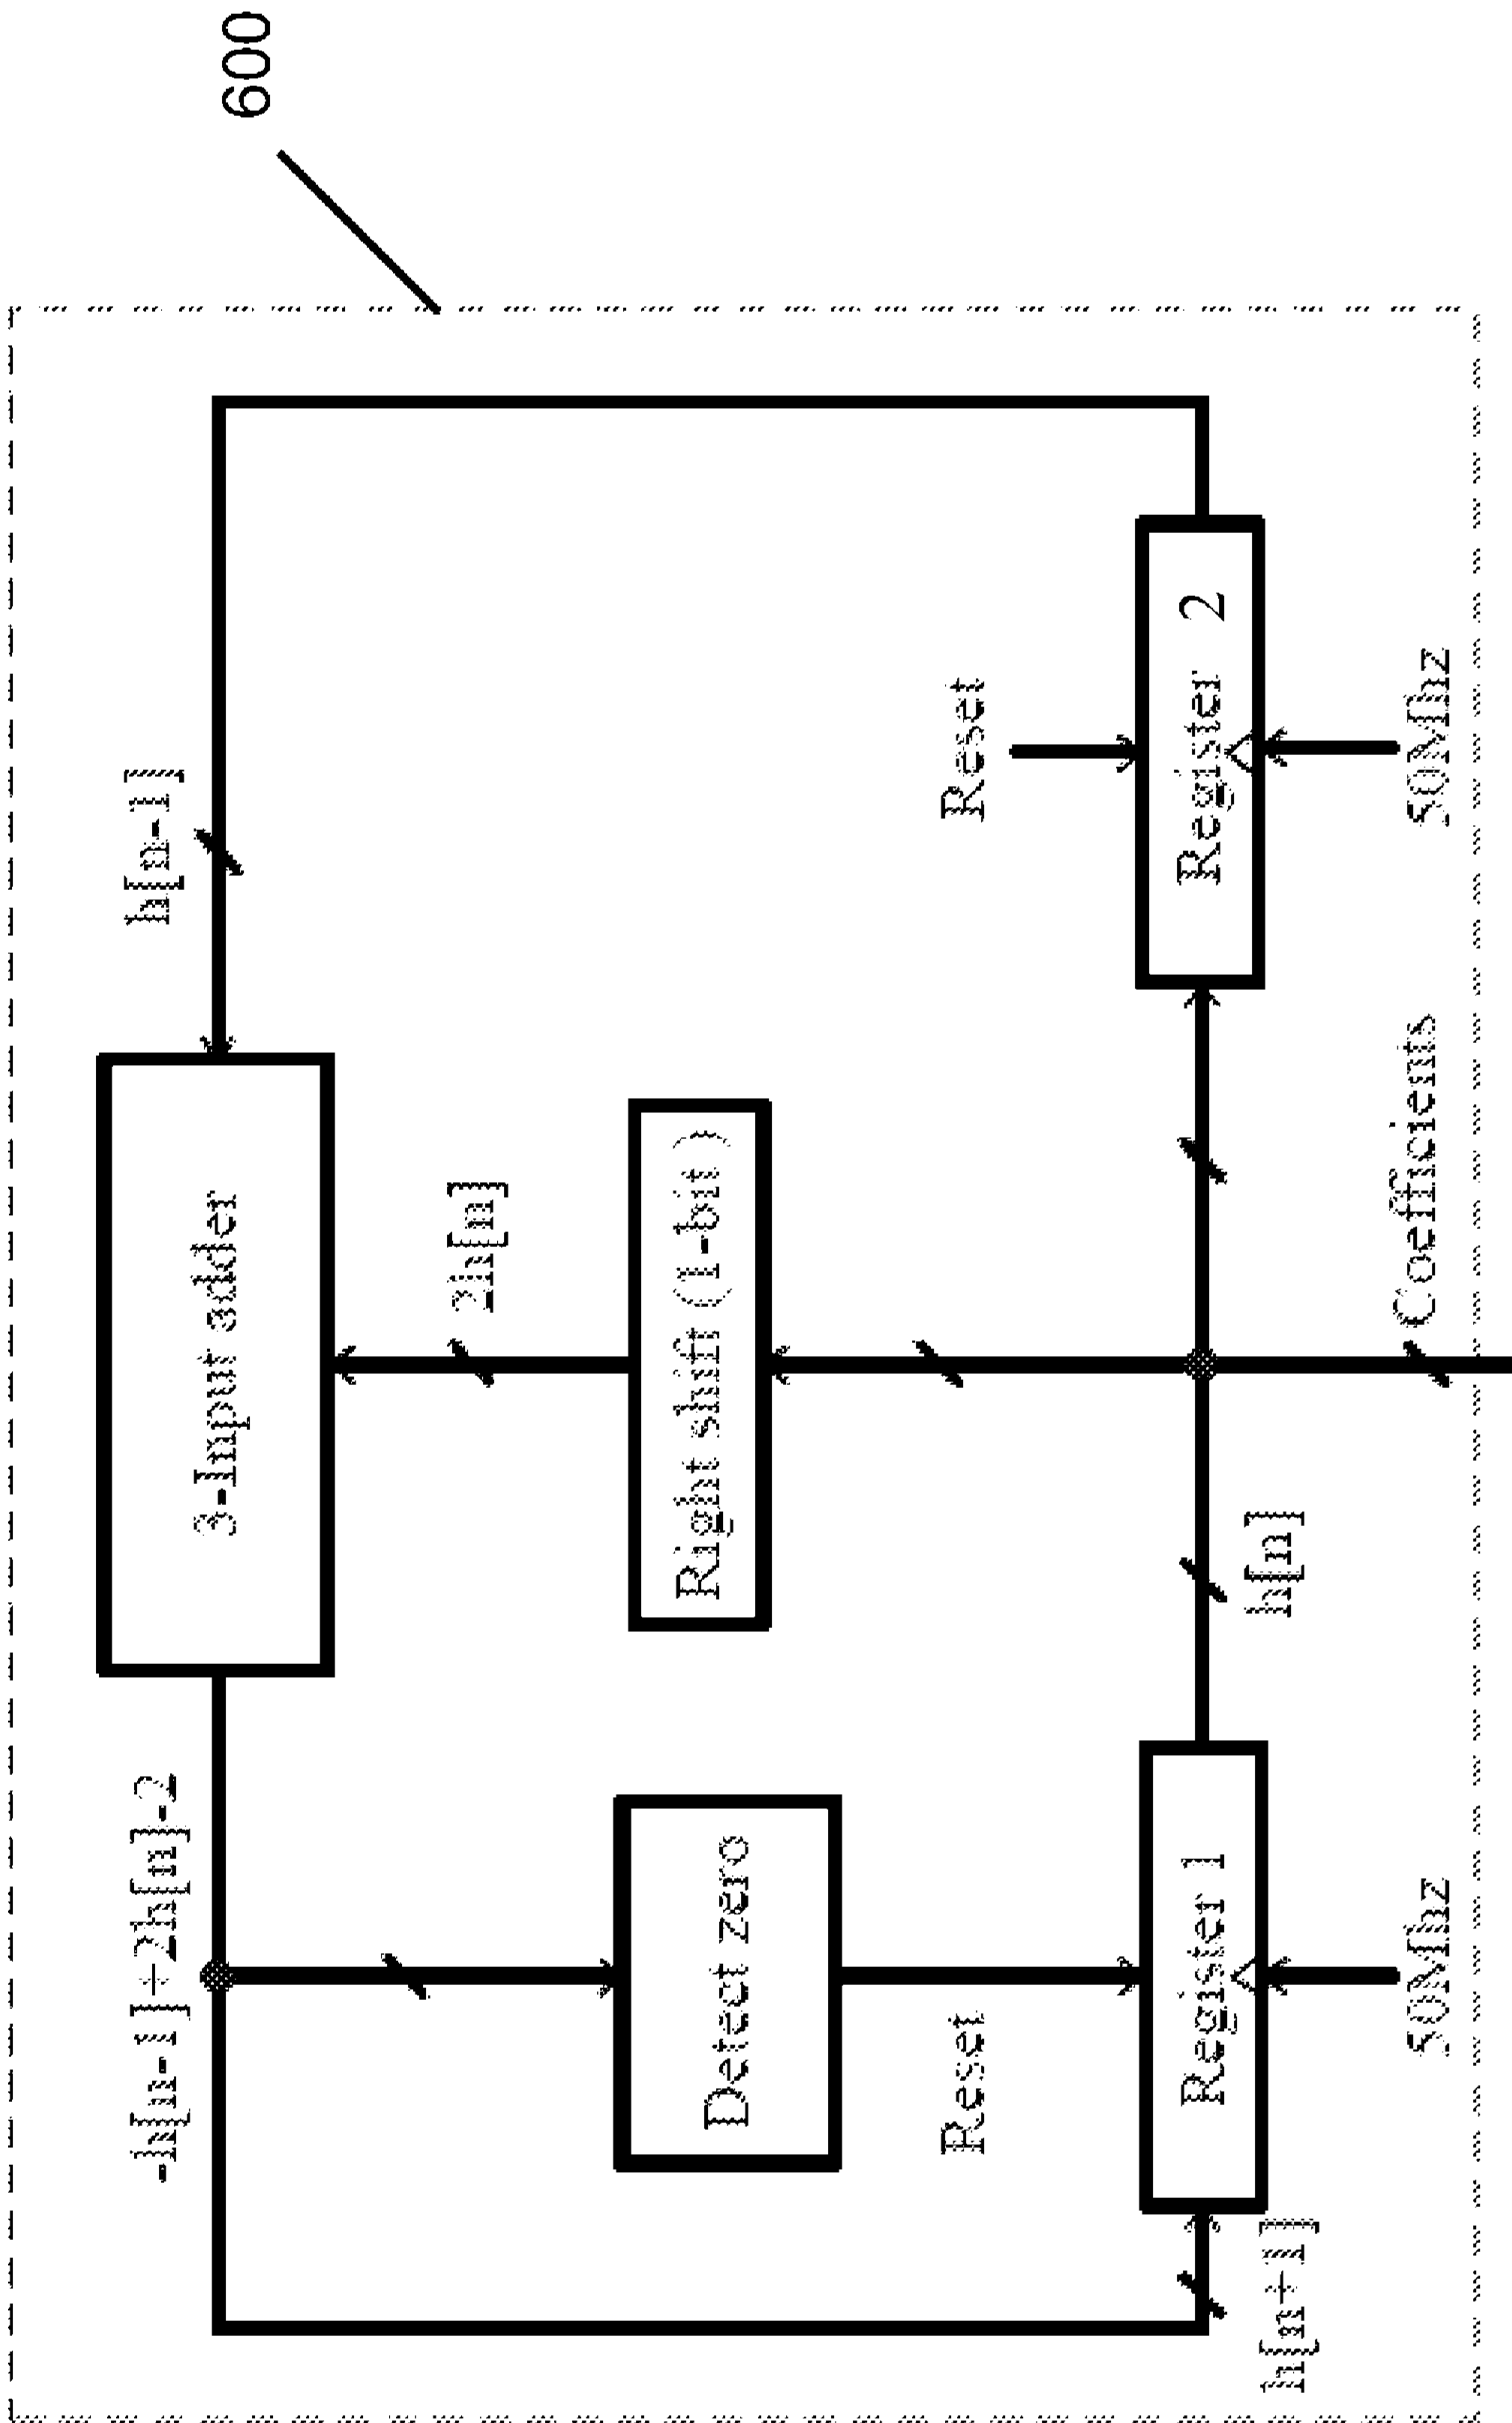 600
-h[n-1]+2h[n]-2
3-Input adder
h[n-1]
2h[n]
Detect zero
Right shift (1-bit )
Reset
Reset
h[n+1]
Register 1
h[n]
Register 2
50Mhz
Coefficients
50Mhz